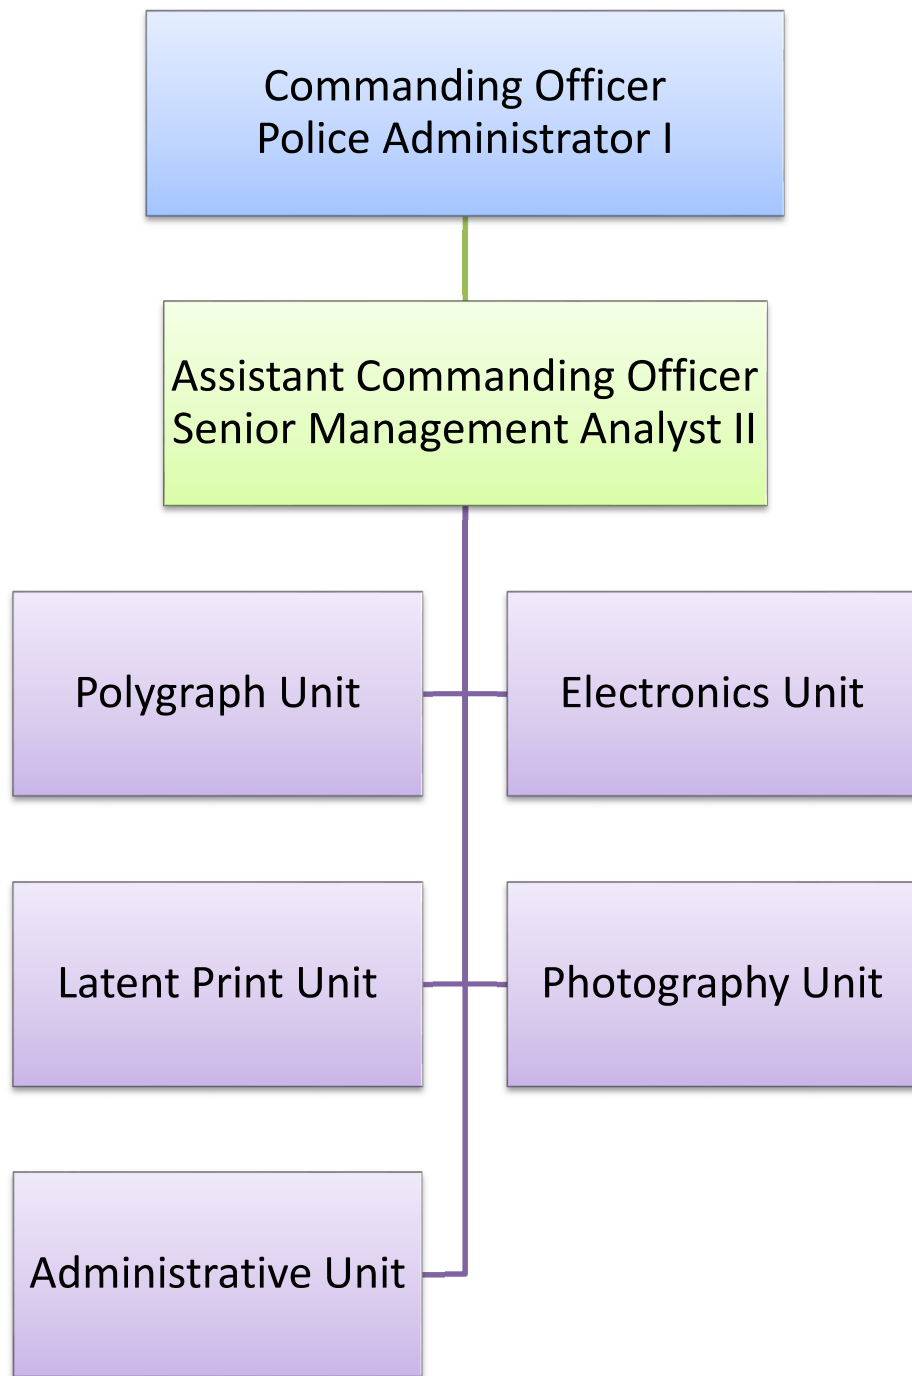 Commanding Officer
Police Administrator I
Assistant Commanding Officer
Senior Management Analyst II
Polygraph Unit
Electronics Unit
Latent Print Unit
Photography Unit
Administrative Unit